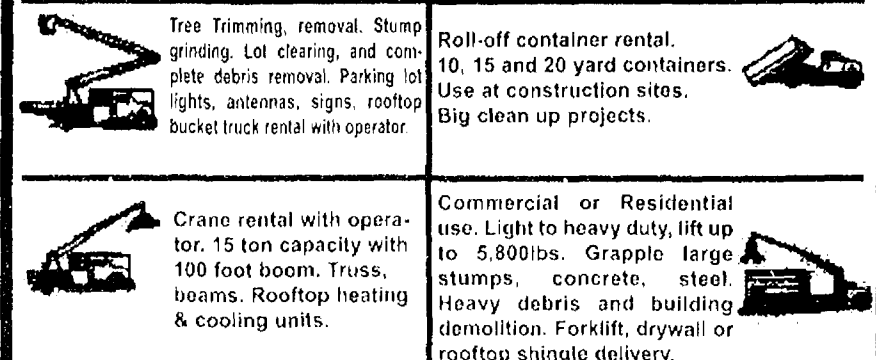 Tree Trimming, removal. Stump
grinding. Lot clearing, and com-
plete debris removal. Parking lot
lights, antennas, signs, rooftop
bucket truck rental with operator.
Roll-off container rental.
10, 15 and 20 yard containers.
Use at construction sites.
Big clean up projects.
Crane rental with opera-
tor. 15 ton capacity with
100 foot boom. Truss,
beams. Rooftop heating
& cooling units.
Commercial or Residential
use. Light to heavy duty, lift up
to 5,800lbs. Grapple large
stumps, concrete, steel.
Heavy debris and building
demolition. Forklift, drywall or
rooftop shingle delivery.